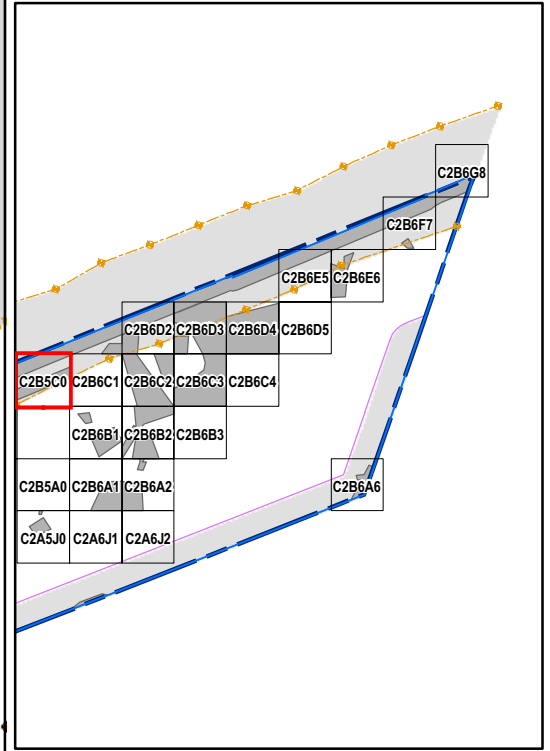 C2B6G8
C2B6F7
C2B6E5 C2B6E6
C2B6D2 C2B6D3 C2B6D4 C2B6D5
C2B5C0 C2B6C1 C2B6C2 C2B6C3 C2B6C4
C2B6B1 C2B6B2 C2B6B3
C2B5A0 C2B6A1 C2B6A2 C2B6A6
C2A5J0 C2A6J1 C2A6J2